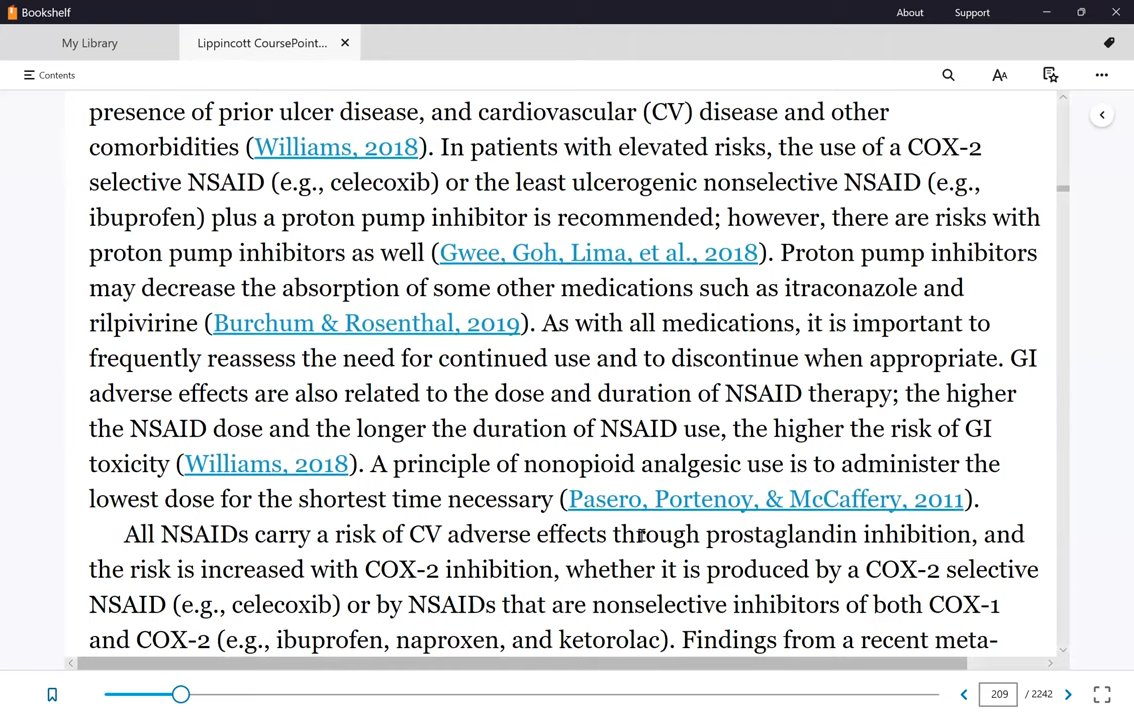 Bookshelf
About
Support
My Library
Lippincott CoursePoint...
Contents
presence of prior ulcer disease, and cardiovascular (CV) disease and other
comorbidities (Williams, 2018). In patients with elevated risks, the use of a COX-2
selective NSAID (e.g., celecoxib) or the least ulcerogenic nonselective NSAID (e.g.,
ibuprofen) plus a proton pump inhibitor is recommended; however, there are risks with
proton pump inhibitors as well (Gwee, Goh, Lima, et al., 2018). Proton pump inhibitors
may decrease the absorption of some other medications such as itraconazole and
rilpivirine (Burchum & Rosenthal, 2019). As with all medications, it is important to
frequently reassess the need for continued use and to discontinue when appropriate. GI
adverse effects are also related to the dose and duration of NSAID therapy; the higher
the NSAID dose and the longer the duration of NSAID use, the higher the risk of GI
toxicity (Williams, 2018). A principle of nonopioid analgesic use is to administer the
lowest dose for the shortest time necessary (Pasero, Portenoy, & McCaffery, 2011).
All NSAIDs carry a risk of CV adverse effects through prostaglandin inhibition, and
the risk is increased with COX-2 inhibition, whether it is produced by a COX-2 selective
NSAID (e.g., celecoxib) or by NSAIDs that are nonselective inhibitors of both COX-1
and COX-2 (e.g., ibuprofen, naproxen, and ketorolac). Findings from a recent meta-
209 / 2242